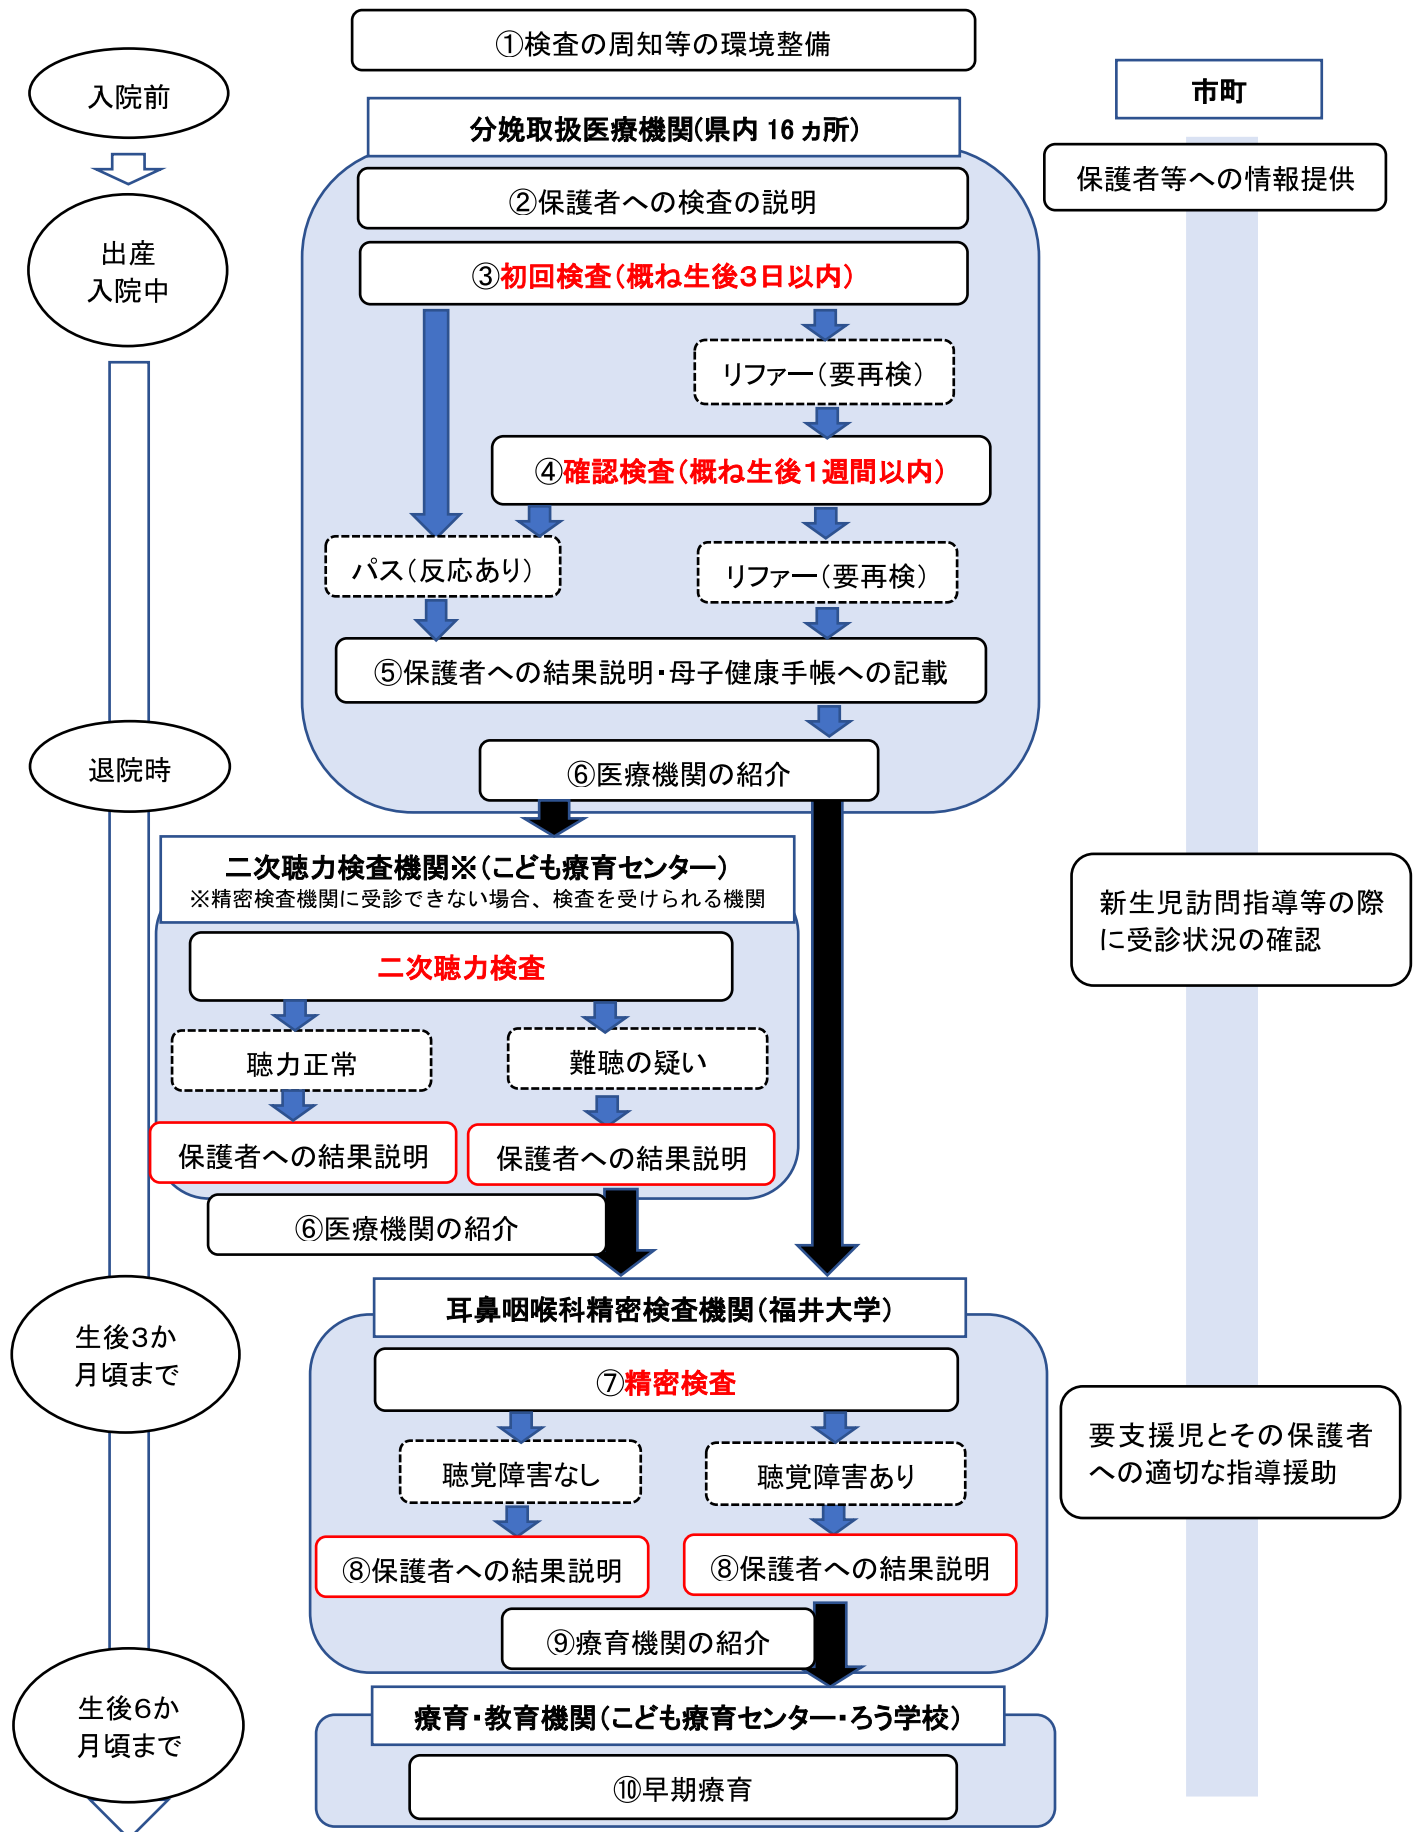 ①検査の周知等の環境整備
入院前
市町
分娩取扱医療機関(県内 16 ヵ所)
保護者等への情報提供
②保護者への検査の説明
出産
入院中
③初回検査(概ね生後3日以内)
リファー(要再検)
④確認検査(概ね生後1週間以内)
パス(反応あり)
リファー(要再検)
⑤保護者への結果説明・母子健康手帳への記載
退院時
⑥医療機関の紹介
二次聴力検査機関※(こども療育センター)
※精密検査機関に受診できない場合、検査を受けられる機関
新生児訪問指導等の際
に受診状況の確認
二次聴力検査
聴力正常
難聴の疑い
保護者への結果説明
保護者への結果説明
⑥医療機関の紹介
耳鼻咽喉科精密検査機関(福井大学)
生後3か
月頃まで
⑦精密検査
要支援児とその保護者
への適切な指導援助
聴覚障害なし
聴覚障害あり
⑧保護者への結果説明
⑧保護者への結果説明
⑨療育機関の紹介
生後6か
月頃まで
療育・教育機関(こども療育センター・ろう学校)
⑩早期療育